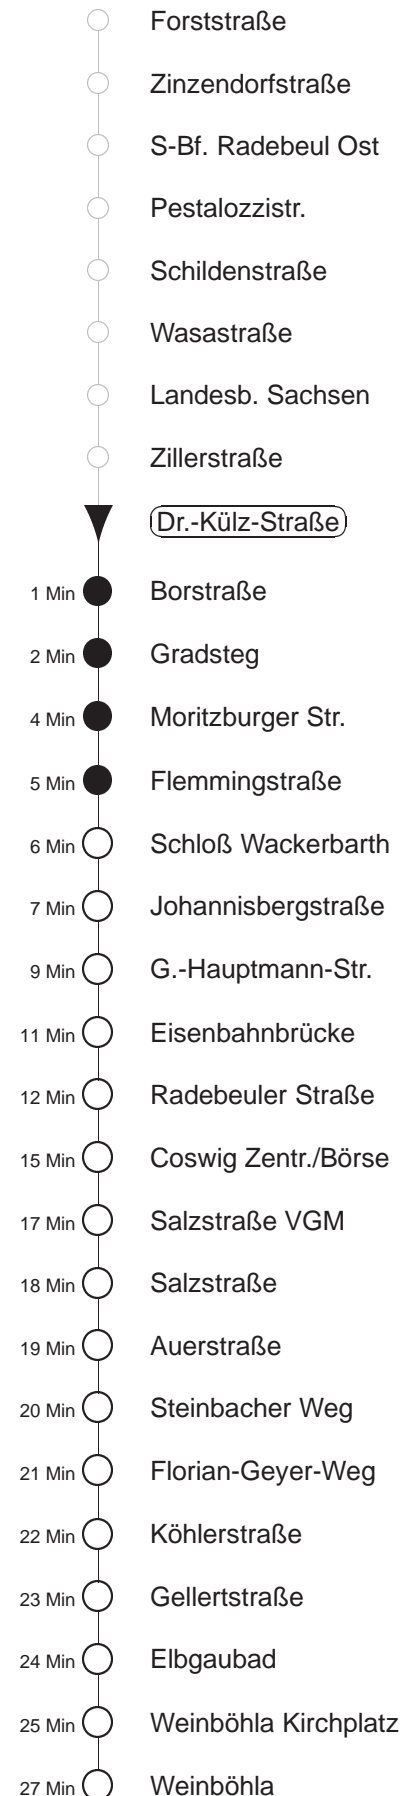 Forststraße
Zinzendorfstraße
S-Bf. Radebeul Ost
Pestalozzistr.
Schildenstraße
Wasastraße
Landesb. Sachsen
Zillerstraße
Dr.-Külz-Straße
1 Min Borstraße
2 Min Gradsteg
4 Min Moritzburger Str.
5 Min Flemmingstraße
6 Min Schloß Wackerbarth
7 Min Johannisbergstraße
9 Min G.-Hauptmann-Str.
11 Min Eisenbahnbrücke
12 Min Radebeuler Straße
15 Min Coswig Zentr./Börse
17 Min Salzstraße VGM
18 Min Salzstraße
19 Min Auerstraße
20 Min Steinbacher Weg
21 Min Florian-Geyer-Weg
22 Min Köhlerstraße
23 Min Gellertstraße
24 Min Elbgaubad
25 Min Weinböhla Kirchplatz
27 Min Weinböhla